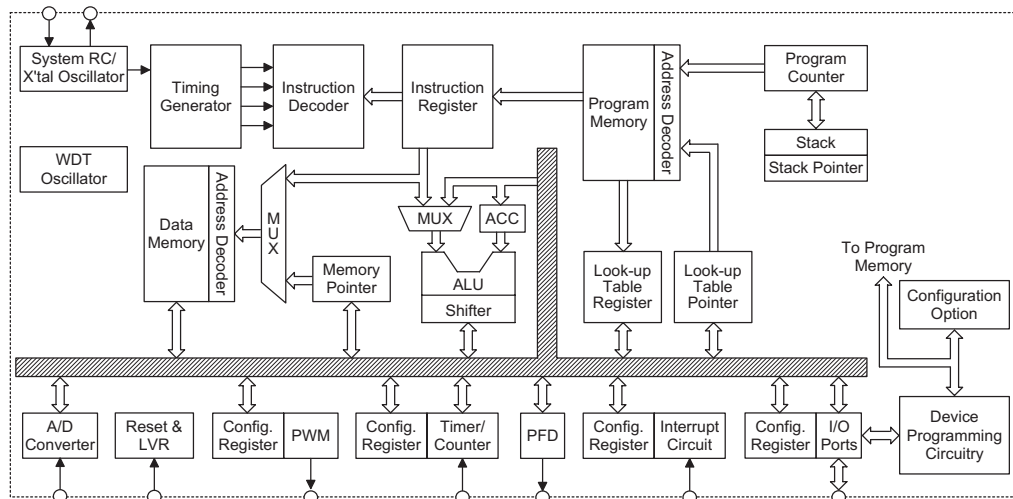 System RC/
X'tal Oscillator
Timing
Generator
Instruction
Decoder
Instruction
Register
Program
Memory
Address Decoder
Program
Counter
Stack
Stack Pointer
WDT
Oscillator
Data
Memory
Address Decoder
MUX
MUX
ACC
Memory
Pointer
ALU
Shifter
Look-up
Table
Register
Look-up
Table
Pointer
To Program
Memory
Configuration
Option
A/D
Converter
Reset &
LVR
Config.
Register
PWM
Config.
Register
Timer/
Counter
PFD
Config.
Register
Interrupt
Circuit
Config.
Register
I/O
Ports
Device
Programming
Circuitry